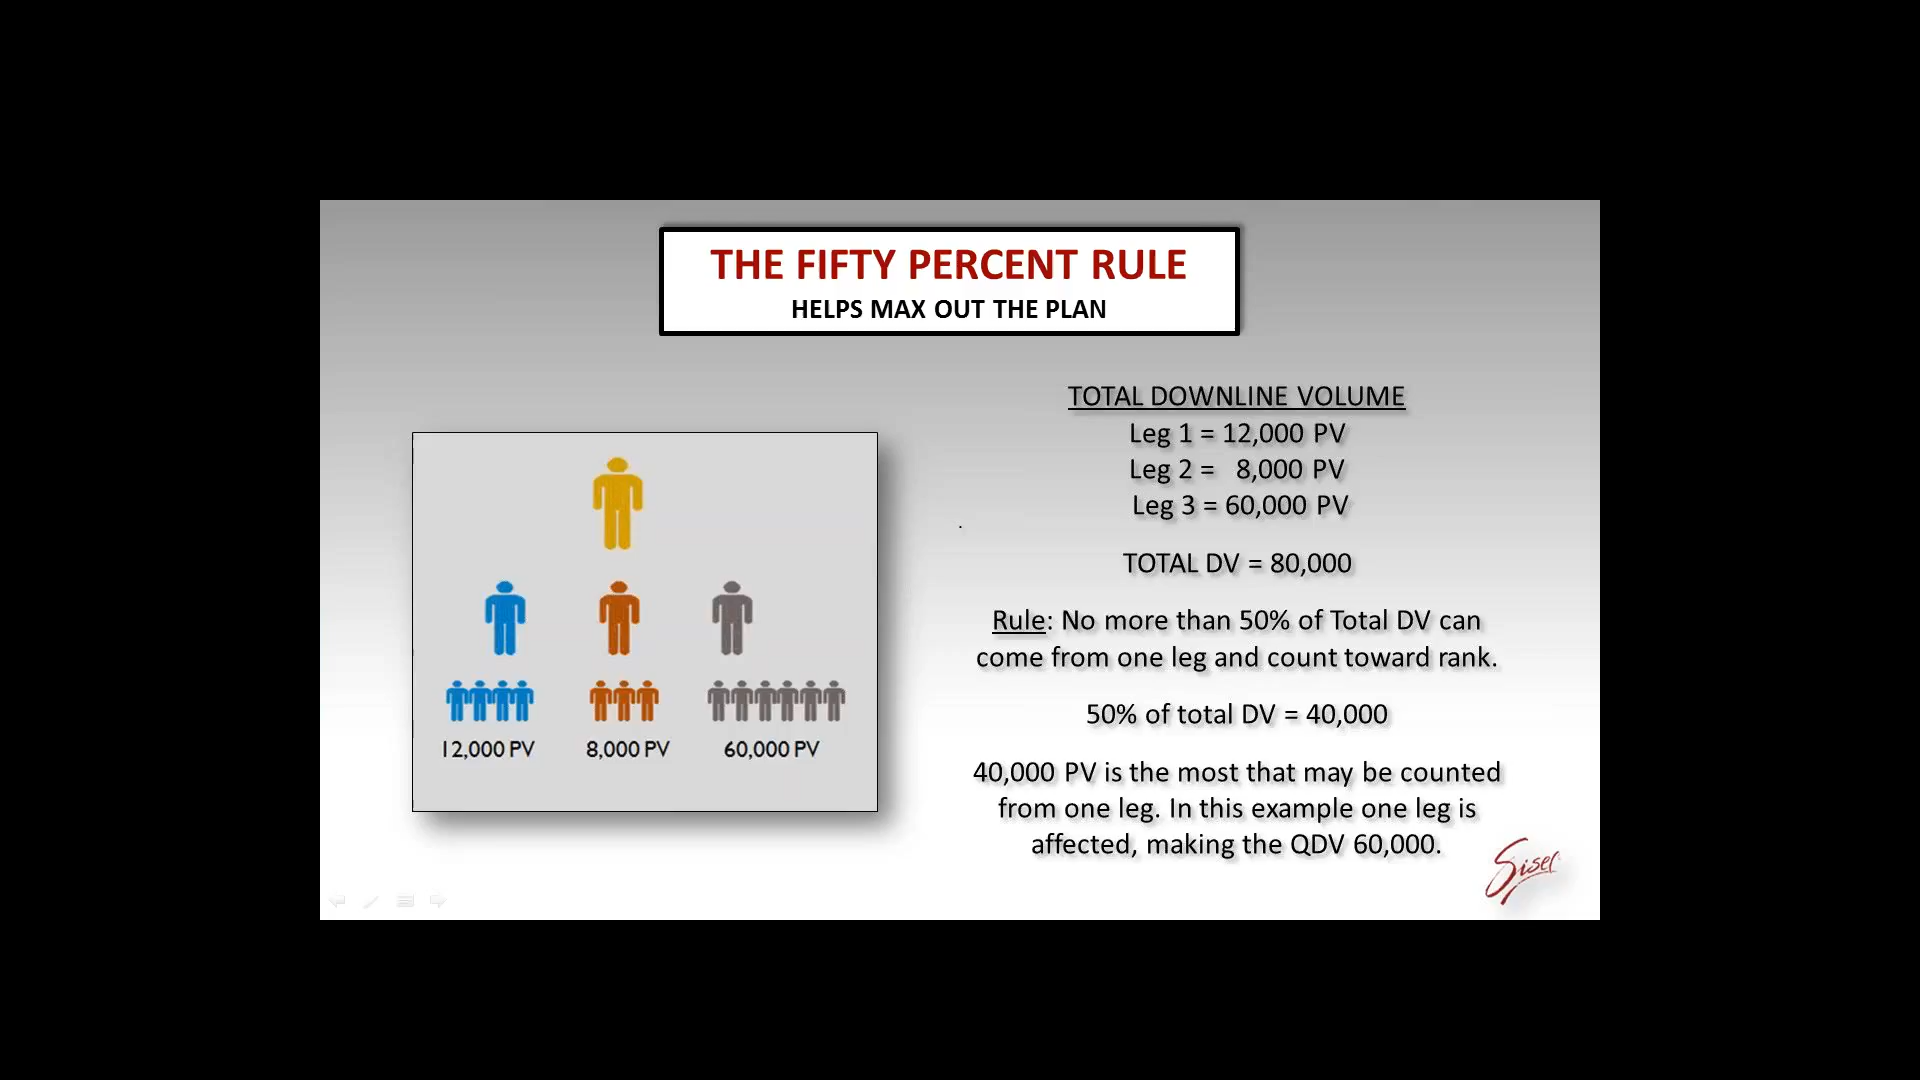 THE FIFTY PERCENT RULE
HELPS MAX OUT THE PLAN
12,000 PV 8,000 PV 60,000 PV
TOTAL DOWNLINE VOLUME
Leg 1 = 12,000 PV
Leg 2 = 8,000 PV
Leg 3 = 60,000 PV
TOTAL DV = 80,000
Rule: No more than 50% of Total DV can
come from one leg and count toward rank.
50% of total DV = 40,000
40,000 PV is the most that may be counted
from one leg. In this example one leg is
affected, making the QDV 60,000.
Sisel